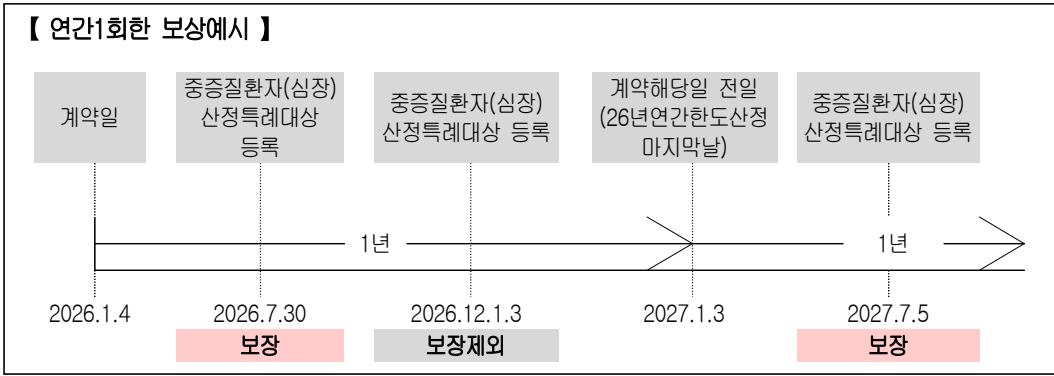 【 연간1회한 보상예시 】
계약일
중증질환자(심장)
산정특례대상
등록
중증질환자(심장)
산정특례대상 등록
계약해당일 전일
(26년연간한도산정
마지막날)
중증질환자(심장)
산정특례대상 등록
1년
1년
2026.1.4
2026.7.30
2026.12.1.3
2027.1.3
2027.7.5
보장
보장제외
보장